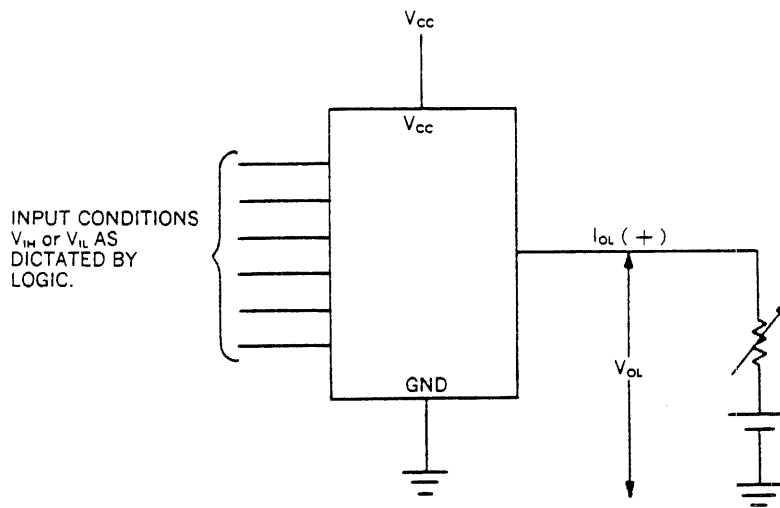 Vcc
Vcc
INPUT CONDITIONS
VIH or VIL AS
DICTATED BY
LOGIC.
IOL (+)
VOL
GND